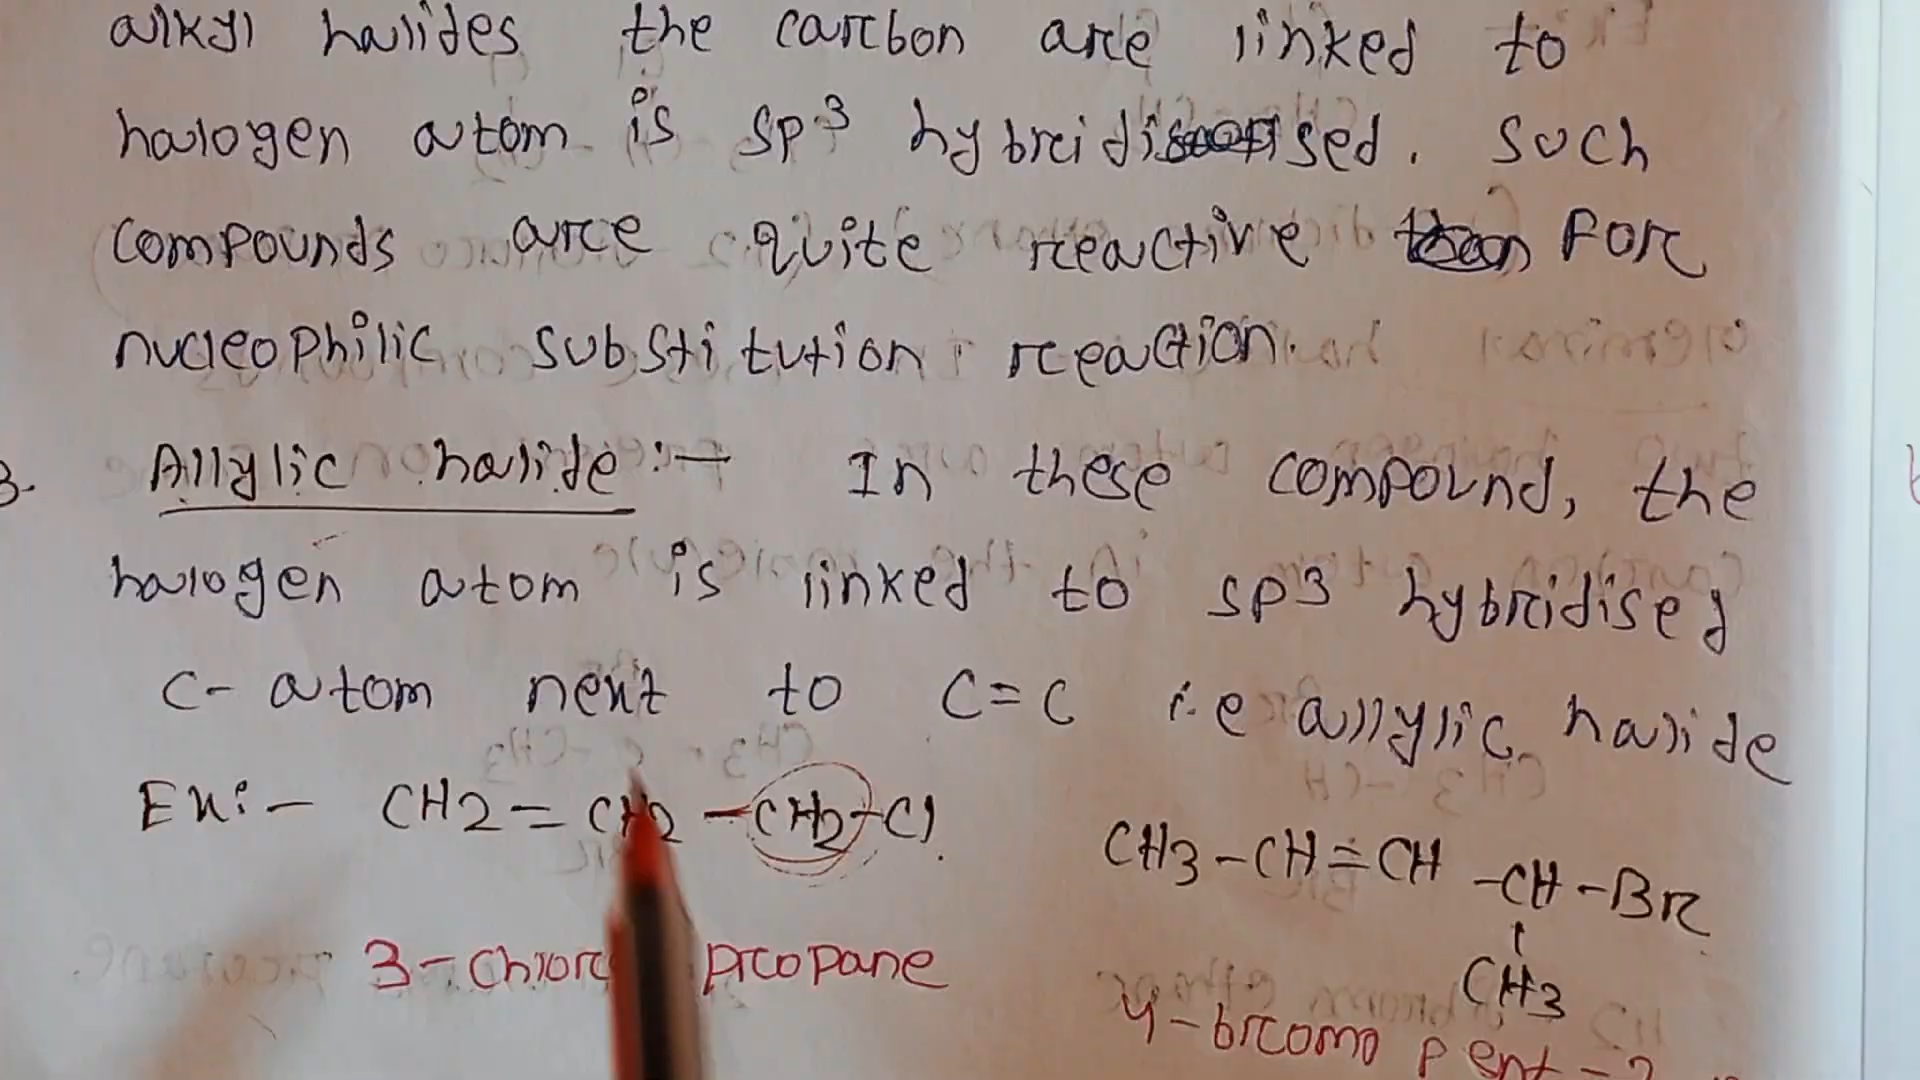 alkyl halides the carbon are linked to
halogen atom is sp³ hybridised. such
compounds are quite reactive for
nucleophilic substitution reaction.
3. Allylic halide :- In these compound, the
halogen atom is linked to sp3 hybridised
C- atom next to C=C i.e allylic halide
Ex:- CH2=CH2-CH2-Cl
CH3-CH=CH-CH-Br
CH3
3-chloro propane
4-bromo pent-2